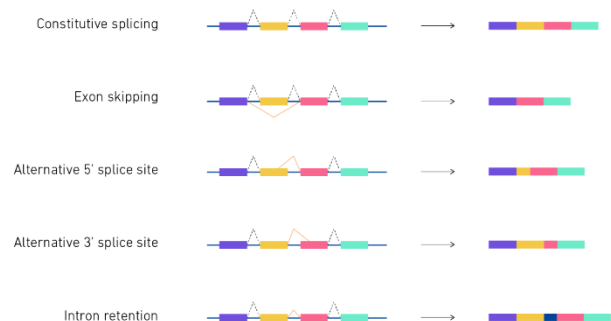 Constitutive splicing
Exon skipping
Alternative 5' splice site
Alternative 3' splice site
Intron retention